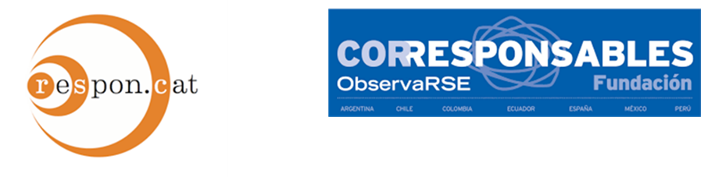 respon.cat
CORRESPONSABLES
ObservaRSE Fundación
ARGENTINA CHILE COLOMBIA ECUADOR ESPAÑA MÉXICO PERÚ